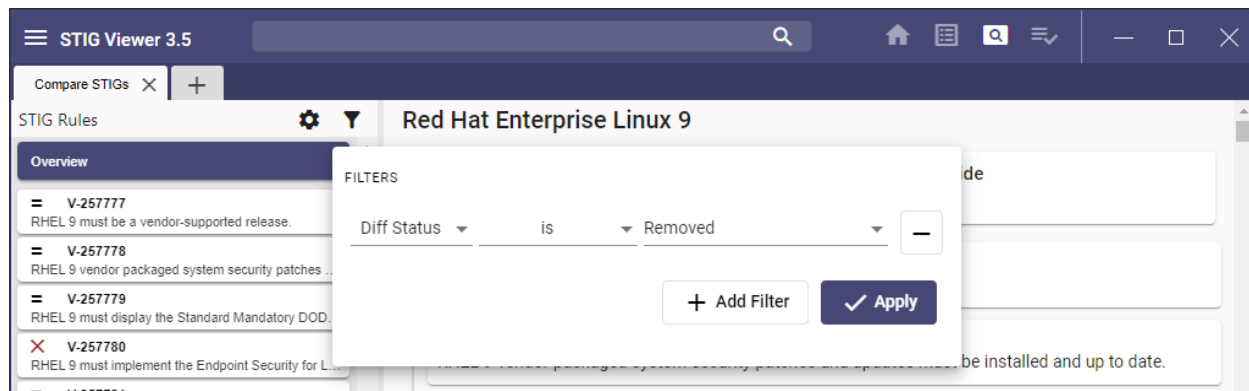 STIG Viewer 3.5
Compare STIGs
STIG Rules
Red Hat Enterprise Linux 9
Overview
ide
FILTERS
= V-257777
RHEL 9 must be a vendor-supported release.
Diff Status is Removed
= V-257778
RHEL 9 vendor packaged system security patches ...
= V-257779
RHEL 9 must display the Standard Mandatory DOD...
+ Add Filter
Apply
V-257780
RHEL 9 must implement the Endpoint Security for L...
be installed and up to date.